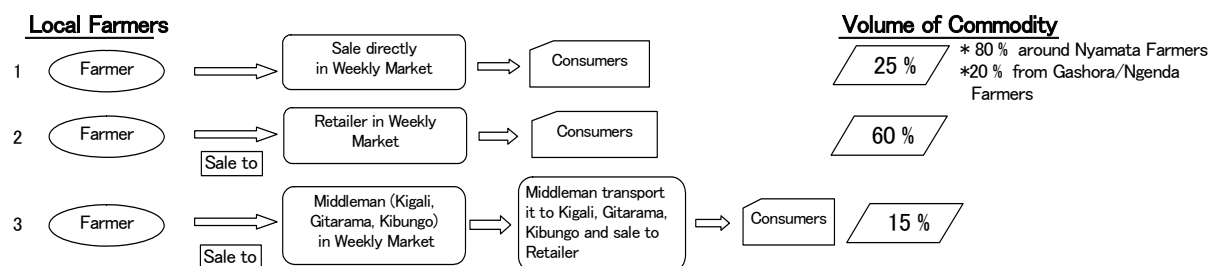 Local Farmers
Volume of Commodity
1
Farmer
Sale directly
in Weekly Market
Consumers
25 %
* 80 % around Nyamata Farmers
*20 % from Gashora/Ngenda
Farmers
2
Farmer
Sale to
Retailer in Weekly
Market
Consumers
60 %
3
Farmer
Sale to
Middleman (Kigali,
Gitarama, Kibungo)
in Weekly Market
Middleman transport
it to Kigali, Gitarama,
Kibungo and sale to
Retailer
Consumers
15 %